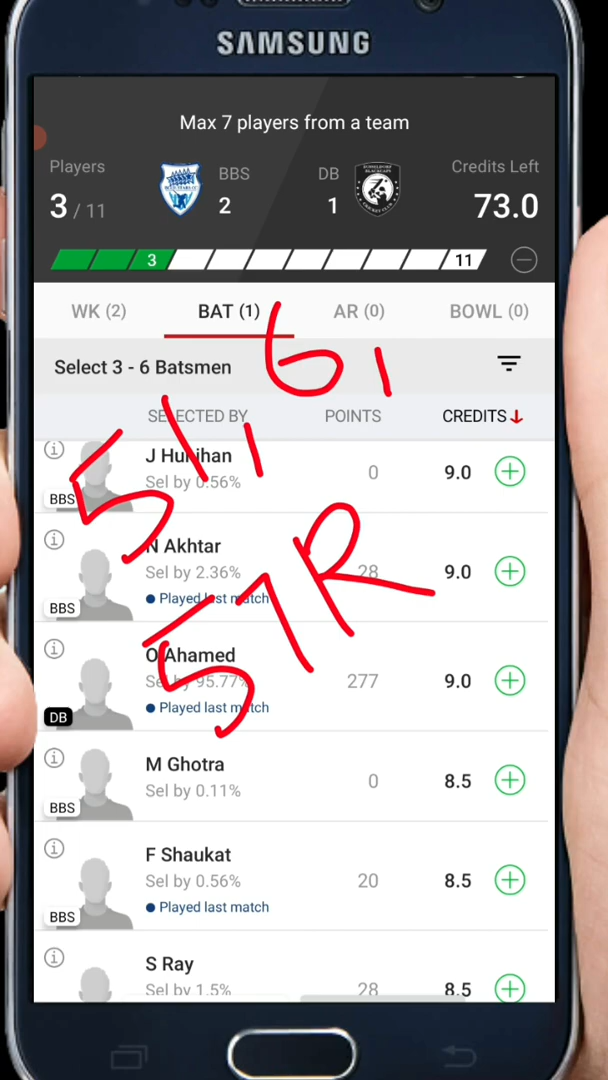 SAMSUNG
Max 7 players from a team
Players
3 / 11
BBS
2
DB
1
Credits Left
73.0
3
11
WK (2)
BAT (1)
AR (0)
BOWL (0)
Select 3 - 6 Batsmen
61
SELECTED BY
POINTS
CREDITS
51,
J Hunihan
Sel by 0.56%
0
9.0
BBS
N Akhtar
Sel by 2.36%
28
9.0
Played last match
BBS
57R
O Ahamed
Sel by 95.77%
277
9.0
Played last match
DB
M Ghotra
Sel by 0.11%
0
8.5
BBS
F Shaukat
Sel by 0.56%
20
8.5
Played last match
BBS
S Ray
Sel by 1.5%
28
8.5